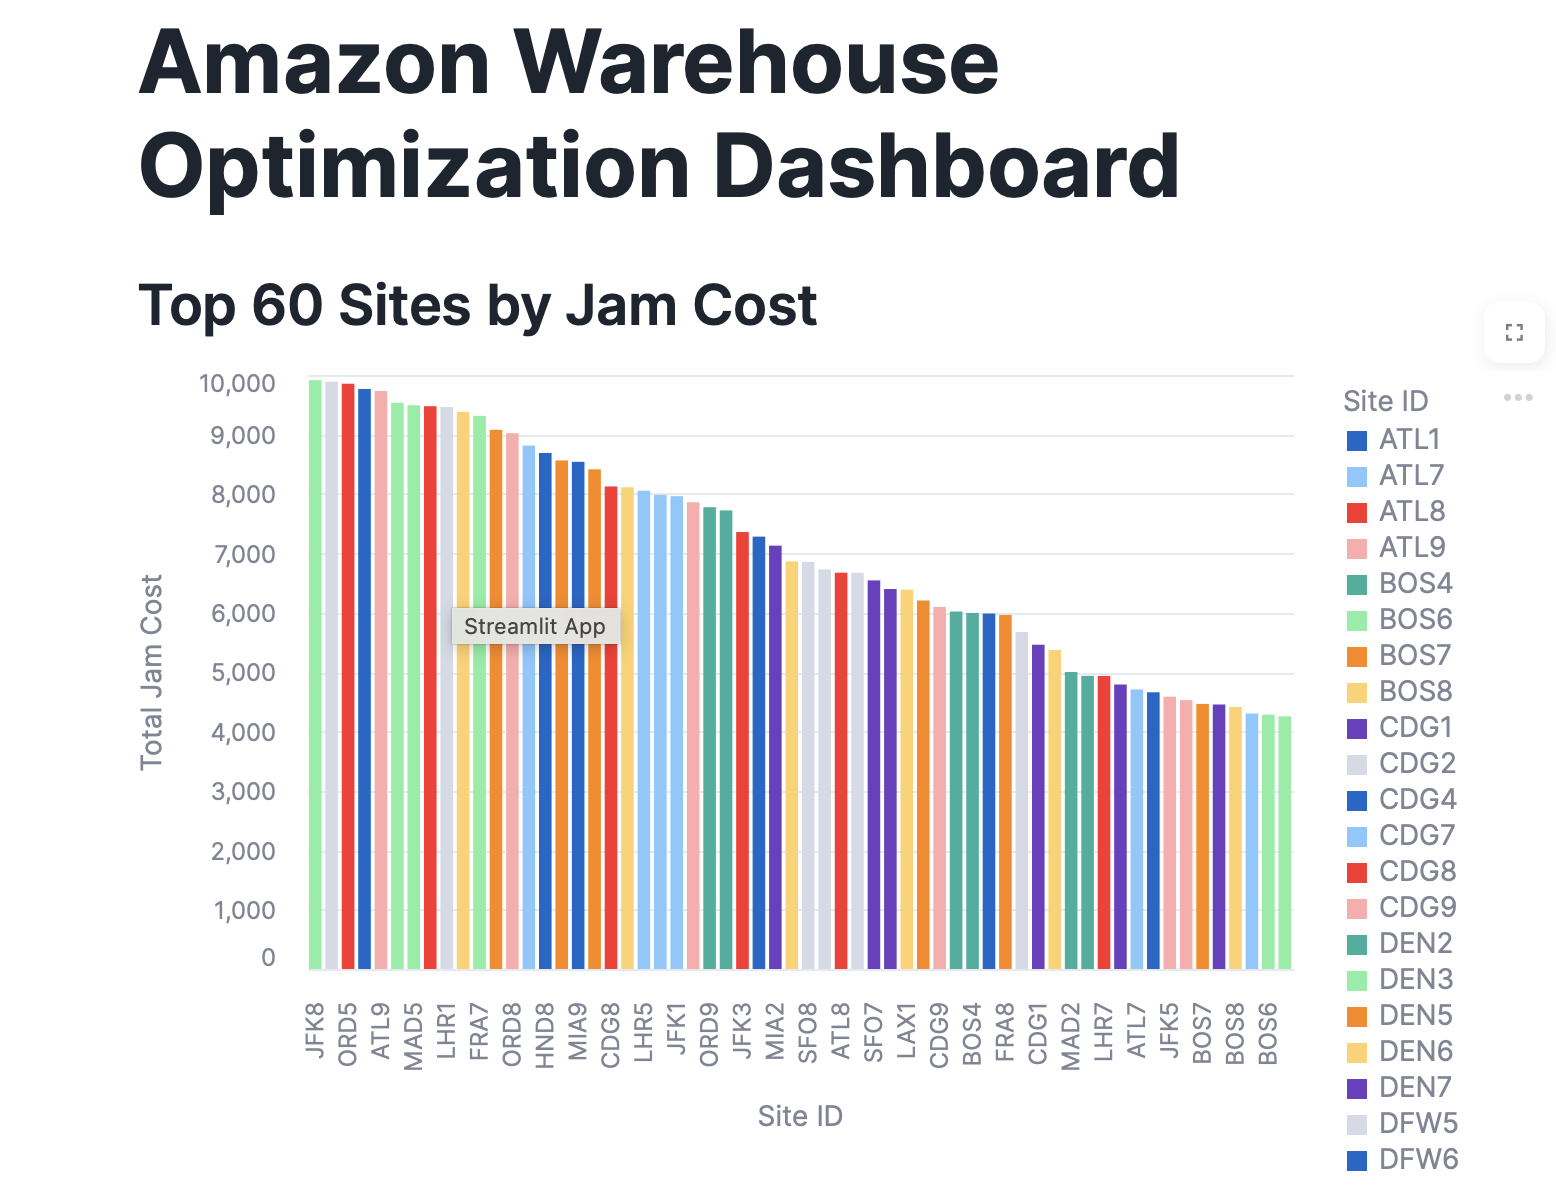 Amazon Warehouse
Optimization Dashboard
Top 60 Sites by Jam Cost
10,000
9,000
8,000
7,000
6,000
5,000
4,000
3,000
2,000
1,000
0
Total Jam Cost
Streamlit App
JFK8
ORD5
ATL9
MAD5
LHR1
FRA7
ORD8
HND8
MIA9
CDG8
LHR5
JFK1
ORD9
JFK3
MIA2
SFO8
ATL8
SFO7
LAX1
CDG9
BOS4
FRA8
CDG1
MAD2
LHR7
ATL7
JFK5
BOS7
BOS8
BOS6
Site ID
Site ID
ATL1
ATL7
ATL8
ATL9
BOS4
BOS6
BOS7
BOS8
CDG1
CDG2
CDG4
CDG7
CDG8
CDG9
DEN2
DEN3
DEN5
DEN6
DEN7
DFW5
DFW6